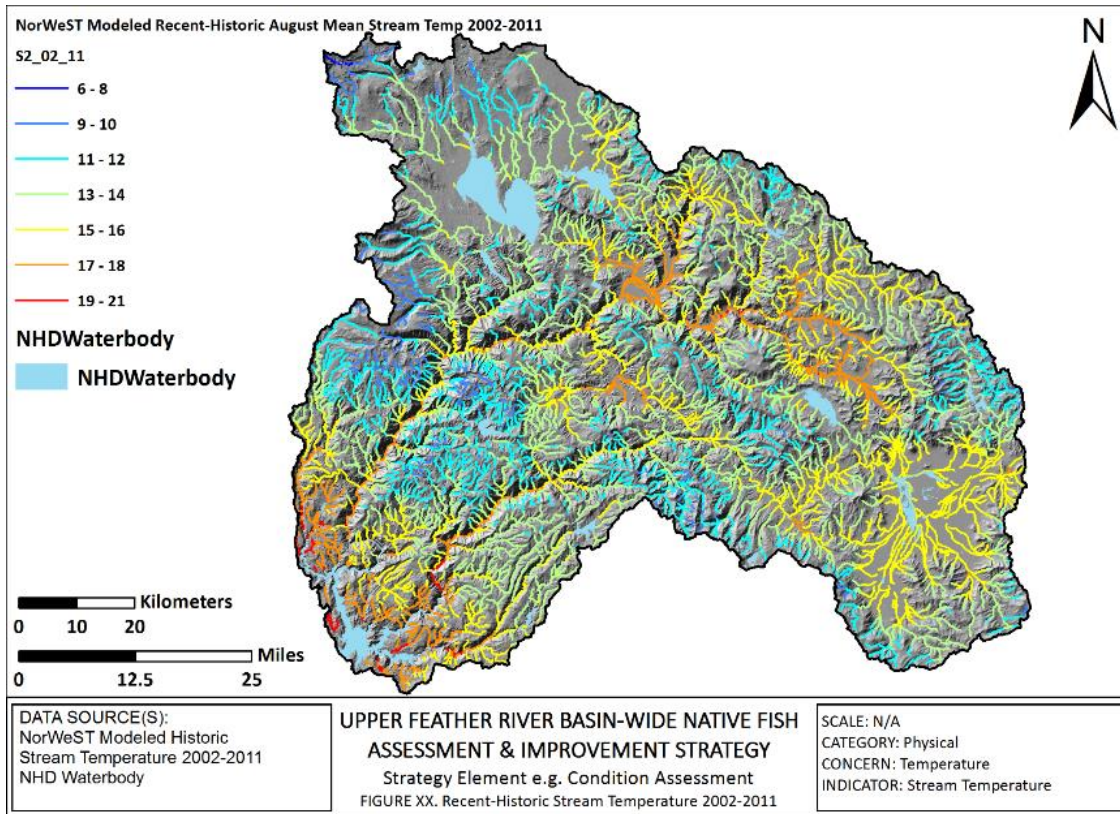 NorWeST Modeled Recent-Historic August Mean Stream Temp 2002-2011
N
S2_02_11
6 - 8
9 - 10
11 - 12
13 - 14
15 - 16
17 - 18
19 - 21
NHDWaterbody
NHDWaterbody
Kilometers
0 10 20
Miles
0 12.5 25
DATA SOURCE(S):
NorWeST Modeled Historic
Stream Temperature 2002-2011
NHD Waterbody
UPPER FEATHER RIVER BASIN-WIDE NATIVE FISH
ASSESSMENT & IMPROVEMENT STRATEGY
Strategy Element e.g. Condition Assessment
FIGURE XX. Recent-Historic Stream Temperature 2002-2011
SCALE: N/A
CATEGORY: Physical
CONCERN: Temperature
INDICATOR: Stream Temperature